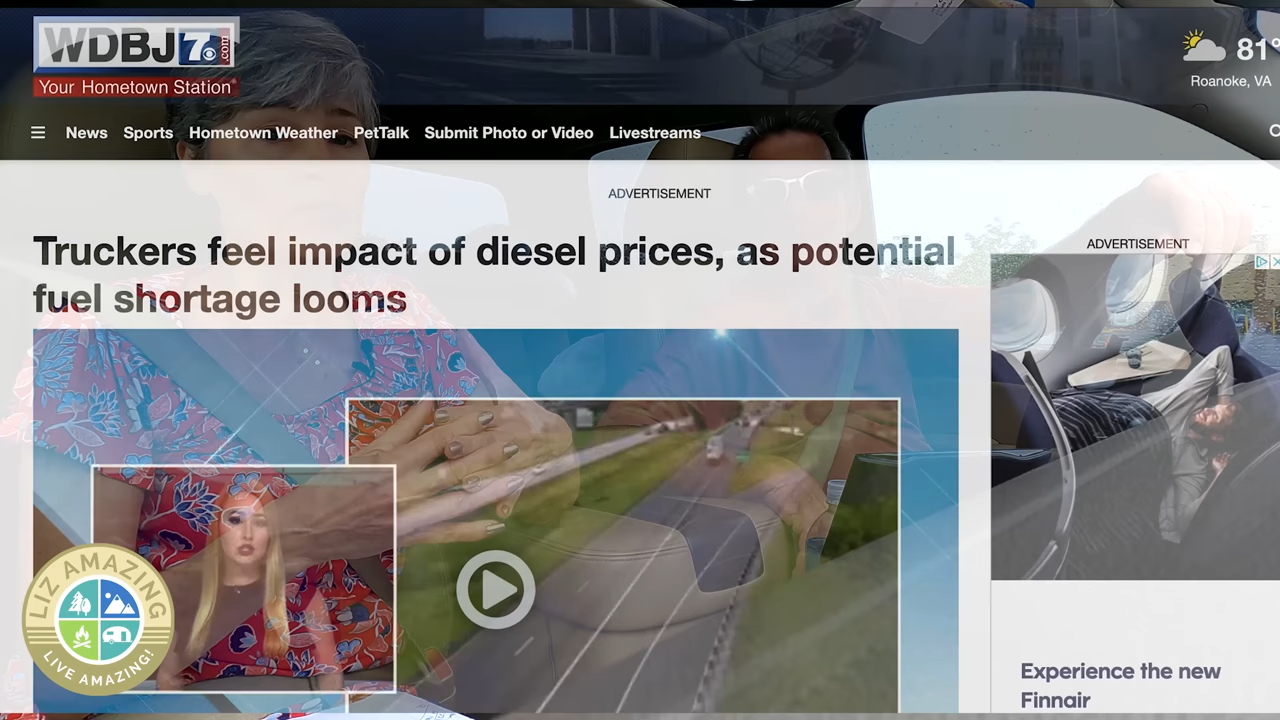 WDBJ7.com
Your Hometown Station
81°
Roanoke, VA
News Sports Hometown Weather PetTalk Submit Photo or Video Livestreams
ADVERTISEMENT
Truckers feel impact of diesel prices, as potential
fuel shortage looms
ADVERTISEMENT
LIZ AMAZING
LIVE AMAZING!
Experience the new
Finnair